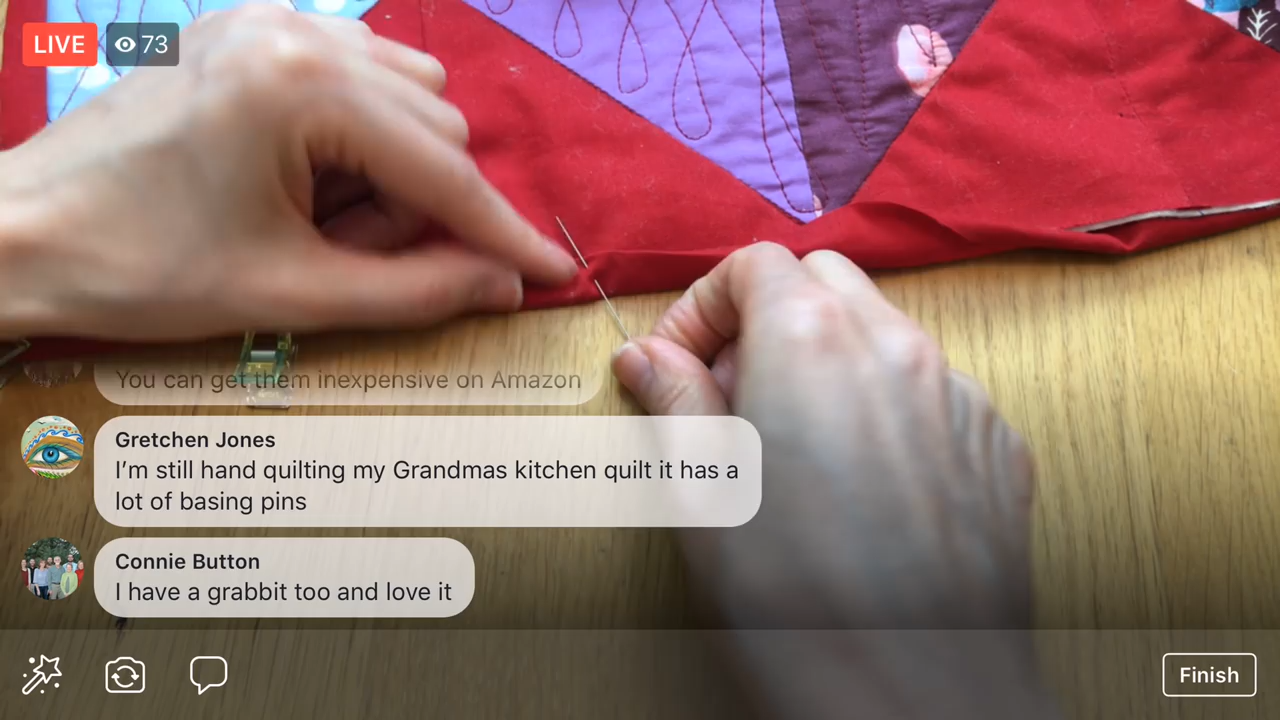 LIVE
73
You can get them inexpensive on Amazon
Gretchen Jones
I’m still hand quilting my Grandmas kitchen quilt it has a
lot of basing pins
Connie Button
I have a grabbit too and love it
Finish